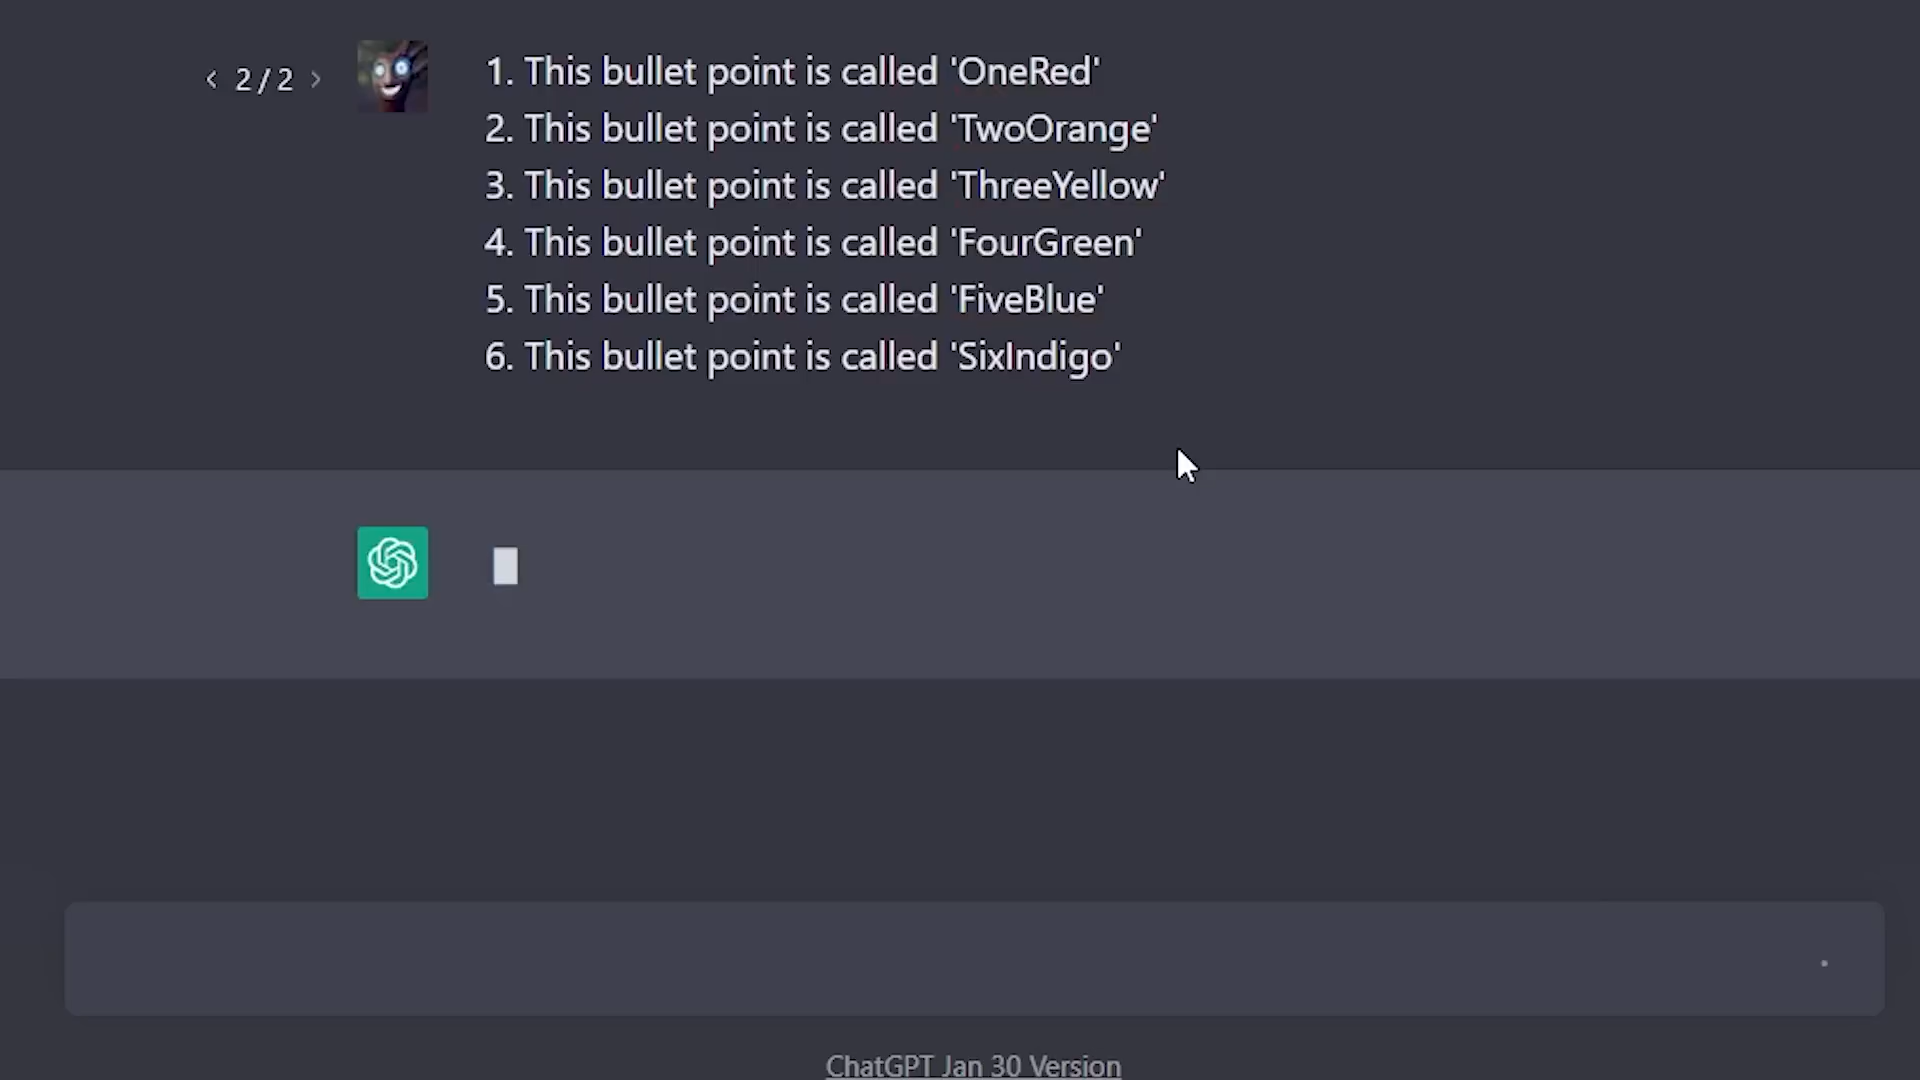 < 2 / 2 >
1. This bullet point is called 'OneRed'
2. This bullet point is called 'TwoOrange'
3. This bullet point is called 'ThreeYellow'
4. This bullet point is called 'FourGreen'
5. This bullet point is called 'FiveBlue'
6. This bullet point is called 'SixIndigo'
ChatGPT Jan 30 Version